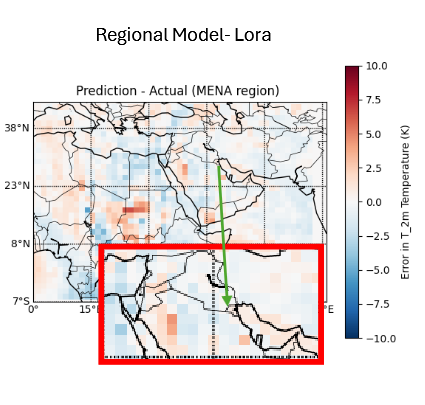 Regional Model- Lora
Prediction - Actual (MENA region)
38°N
23°N
8°N
7°S
0°
15°
°E
10.0
7.5
5.0
2.5
0.0
−2.5
−5.0
−7.5
−10.0
Error in T_2m Temperature (K)